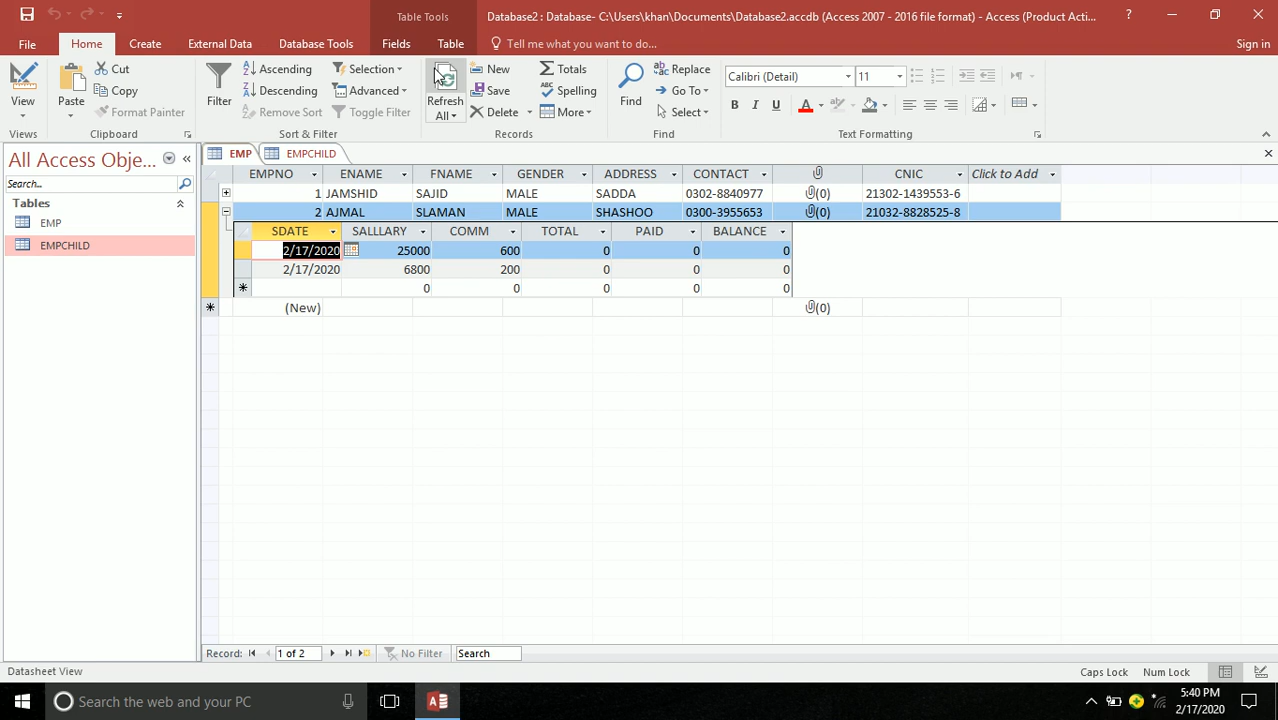 Table Tools
Database2 : Database- C:\Users\khan\Documents\Database2.accdb (Access 2007 - 2016 file format) - Access (Product Acti...
?
File Home Create External Data Database Tools Fields Table Tell me what you want to do... Sign in
View
Views
Paste
Cut
Copy
Format Painter
Clipboard
Filter
Ascending
Descending
Remove Sort
Selection
Advanced
Toggle Filter
Sort & Filter
Refresh
All
New
Save
Delete
Totals
Spelling
More
Records
Find
Replace
Go To
Select
Find
Calibri (Detail) 11
B I U A
Text Formatting
All Access Obje...
Search...
Tables
EMP
EMPCHILD
EMP EMPCHILD
EMPNO ENAME FNAME GENDER ADDRESS CONTACT CNIC Click to Add
1 JAMSHID SAJID MALE SADDA 0302-8840977 (0) 21302-1439553-6
2 AJMAL SLAMAN MALE SHASHOO 0300-3955653 (0) 21032-8828525-8
SDATE SALLLARY COMM TOTAL PAID BALANCE
2/17/2020 25000 600 0 0 0
2/17/2020 6800 200 0 0 0
0 0 0 0 0
(New) (0)
Record: 1 of 2 No Filter Search
Datasheet View Caps Lock Num Lock
Search the web and your PC
5:40 PM
2/17/2020